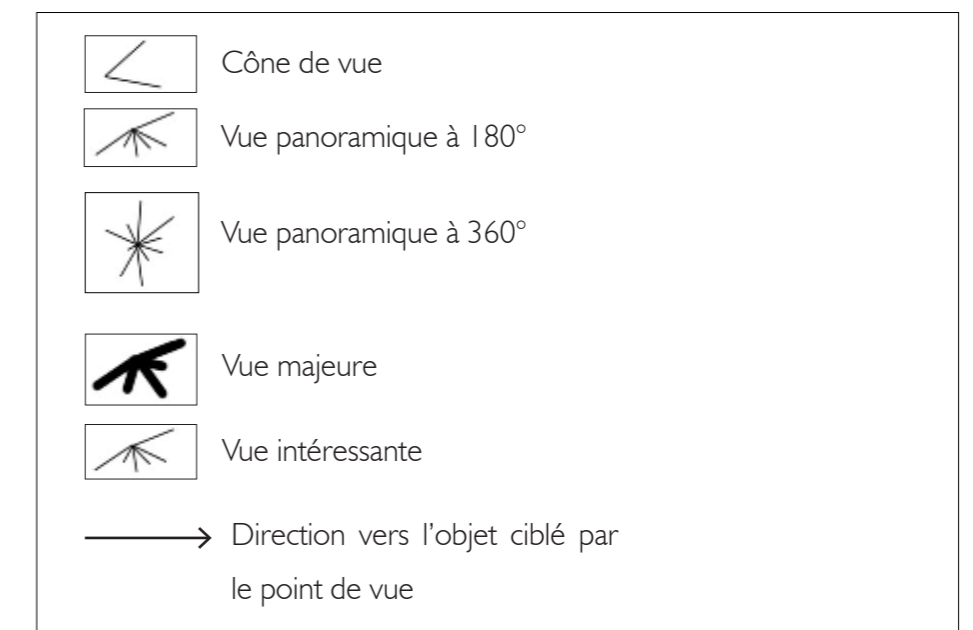 Cône de vue
Vue panoramique à 180°
Vue panoramique à 360°
Vue majeure
Vue intéressante
Direction vers l'objet ciblé par
le point de vue